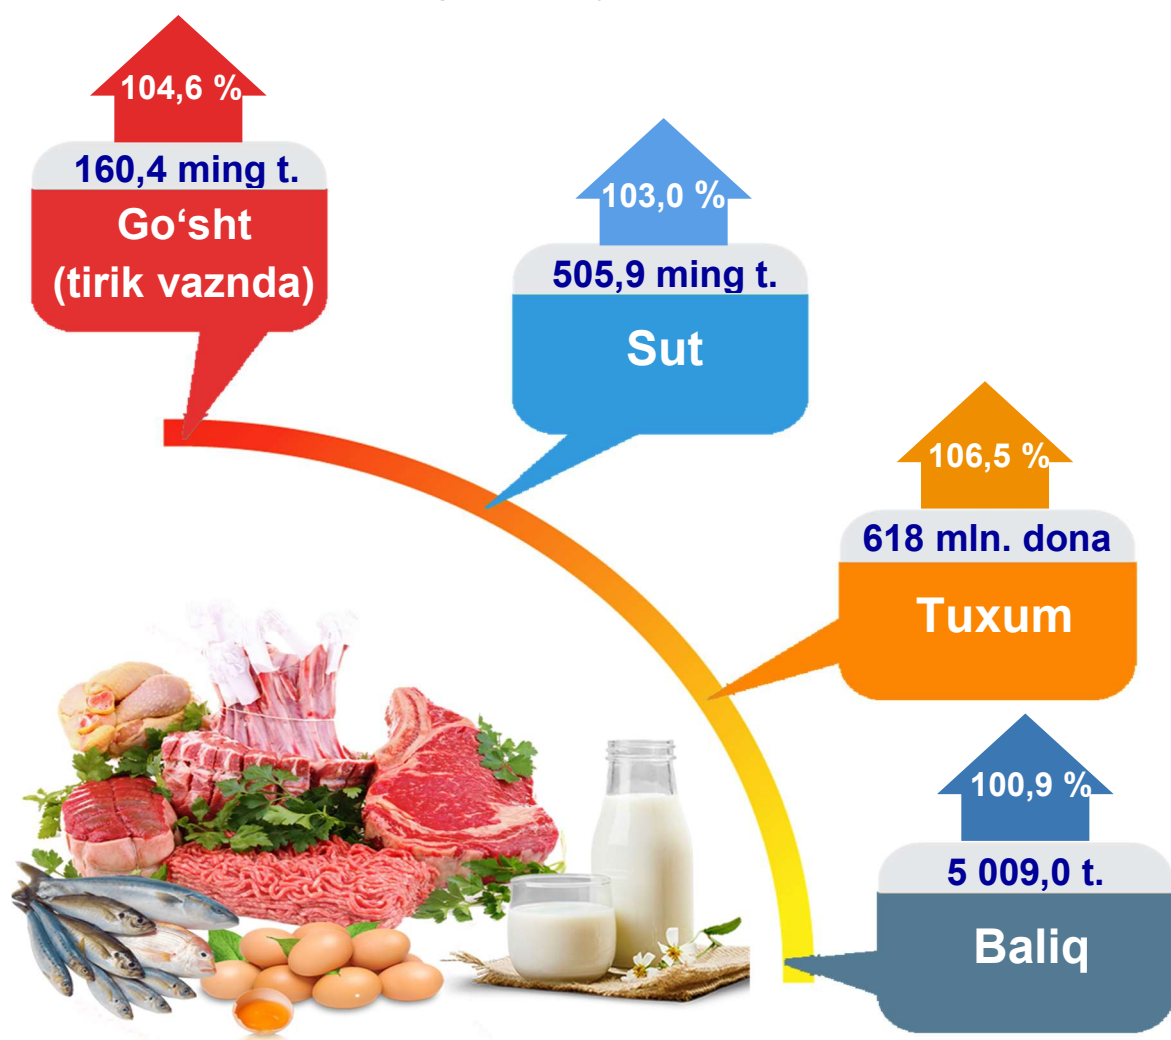 104,6 %
160,4 ming t.
Go‘sht
(tirik vaznda)
103,0 %
505,9 ming t.
Sut
106,5 %
618 mln. dona
Tuxum
100,9 %
5 009,0 t.
Baliq